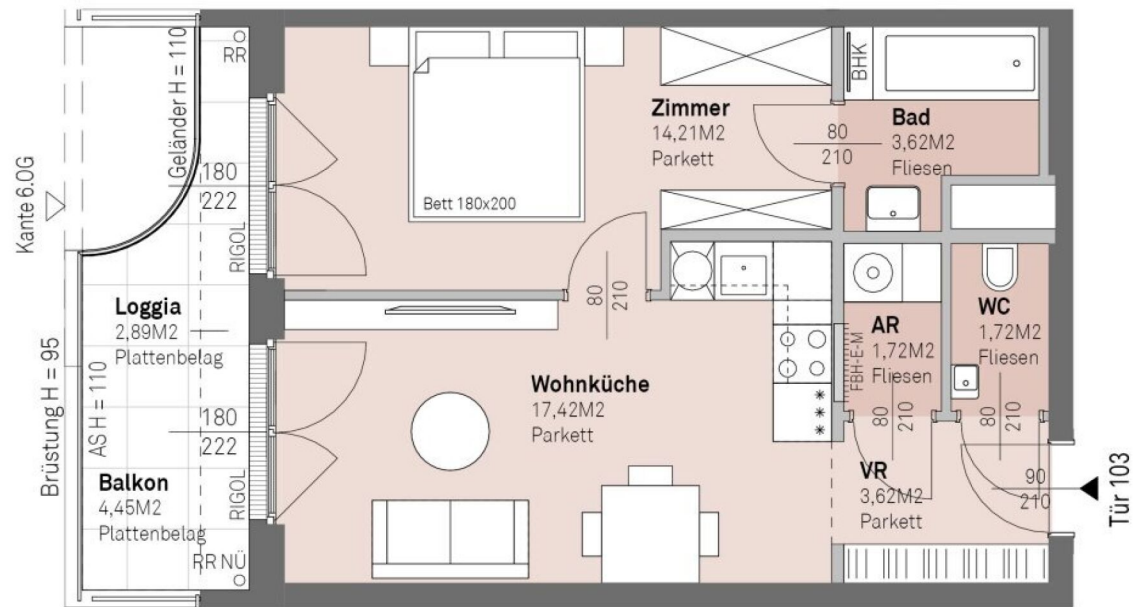 Geländer H = 110
RR
Kante 6.OG
180
222
RIGOL
Loggia
2,89M2
Plattenbelag
Brüstung H = 95
AS H = 110
180
222
RIGOL
Balkon
4,45M2
Plattenbelag
RR NÜ
Bett 180x200
Zimmer
14,21M2
Parkett
80
210
BHK
Bad
3,62M2
Fliesen
80
210
Wohnküche
17,42M2
Parkett
FBH-E-M
AR
1,72M2
Fliesen
80
210
WC
1,72M2
Fliesen
80
210
VR
3,62M2
Parkett
90
210
Tür 103